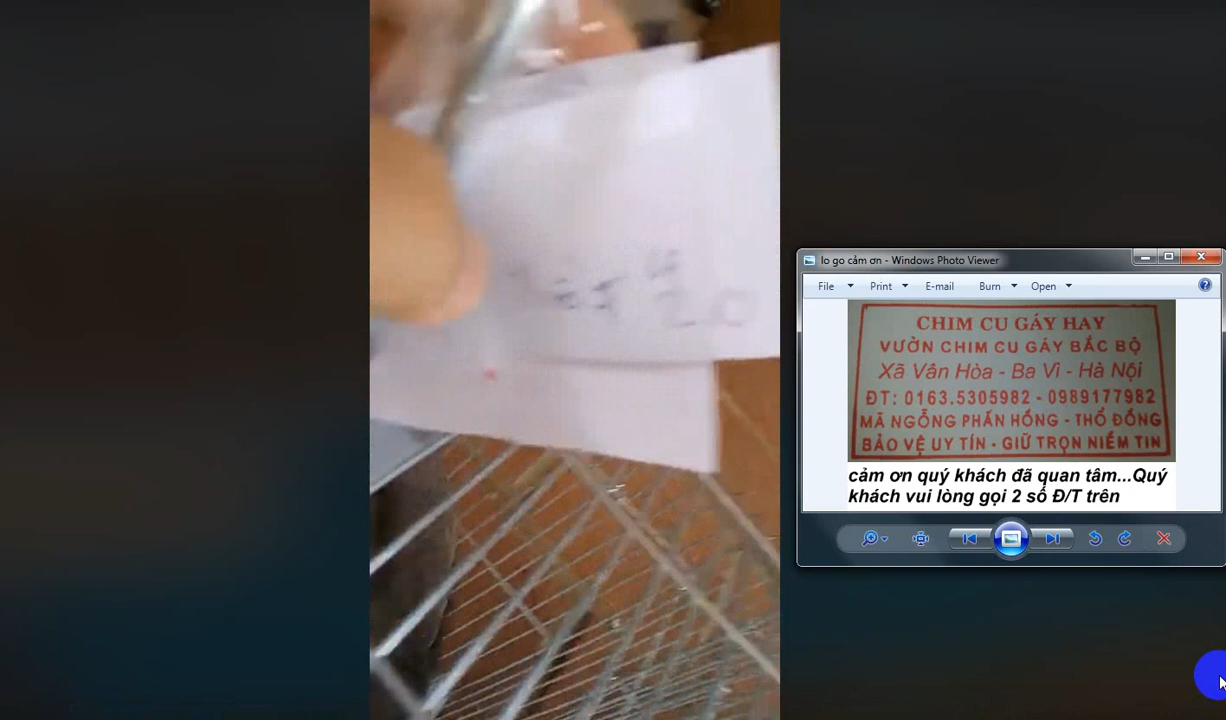 lo go cảm ơn - Windows Photo Viewer
File Print E-mail Burn Open
CHIM CU GÁY HAY
VƯỜN CHIM CU GÁY BẮC BỘ
Xã Vân Hòa - Ba Vì - Hà Nội
ĐT: 0163.5305982 - 0989177982
MÃ NGỖNG PHẤN HỒNG - THỔ ĐỒNG
BẢO VỆ UY TÍN - GIỮ TRỌN NIỀM TIN
cảm ơn quý khách đã quan tâm...Quý
khách vui lòng gọi 2 số Đ/T trên